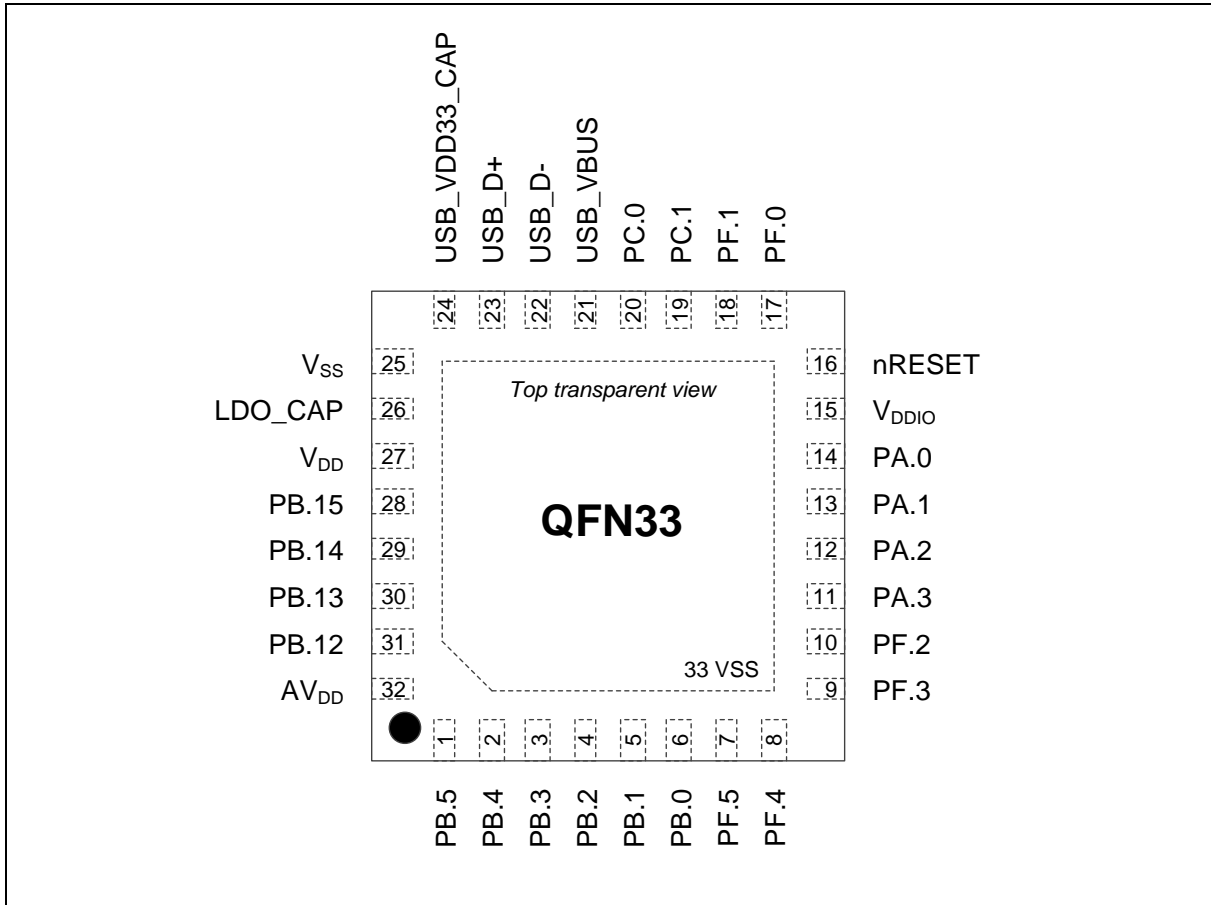 USB_VDD33_CAP
USB_D+
USB_D-
USB_VBUS
PC.0
PC.1
PF.1
PF.0
24
23
22
21
20
19
18
17
VSS 25
LDO_CAP 26
VDD 27
PB.15 28
PB.14 29
PB.13 30
PB.12 31
AVDD 32
Top transparent view
QFN33
33 VSS
16 nRESET
15 VDDIO
14 PA.0
13 PA.1
12 PA.2
11 PA.3
10 PF.2
9 PF.3
1
2
3
4
5
6
7
8
PB.5
PB.4
PB.3
PB.2
PB.1
PB.0
PF.5
PF.4